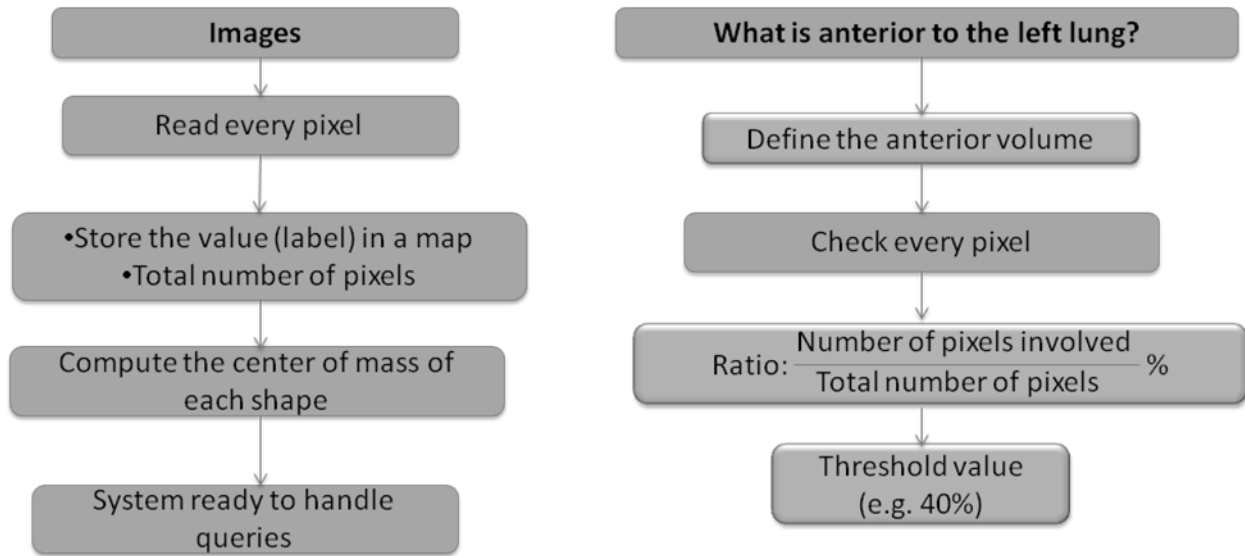 Images
Read every pixel
•Store the value (label) in a map
•Total number of pixels
Compute the center of mass of
each shape
System ready to handle
queries
What is anterior to the left lung?
Define the anterior volume
Check every pixel
Number of pixels involved
Ratio: %
Total number of pixels
Threshold value
(e.g. 40%)